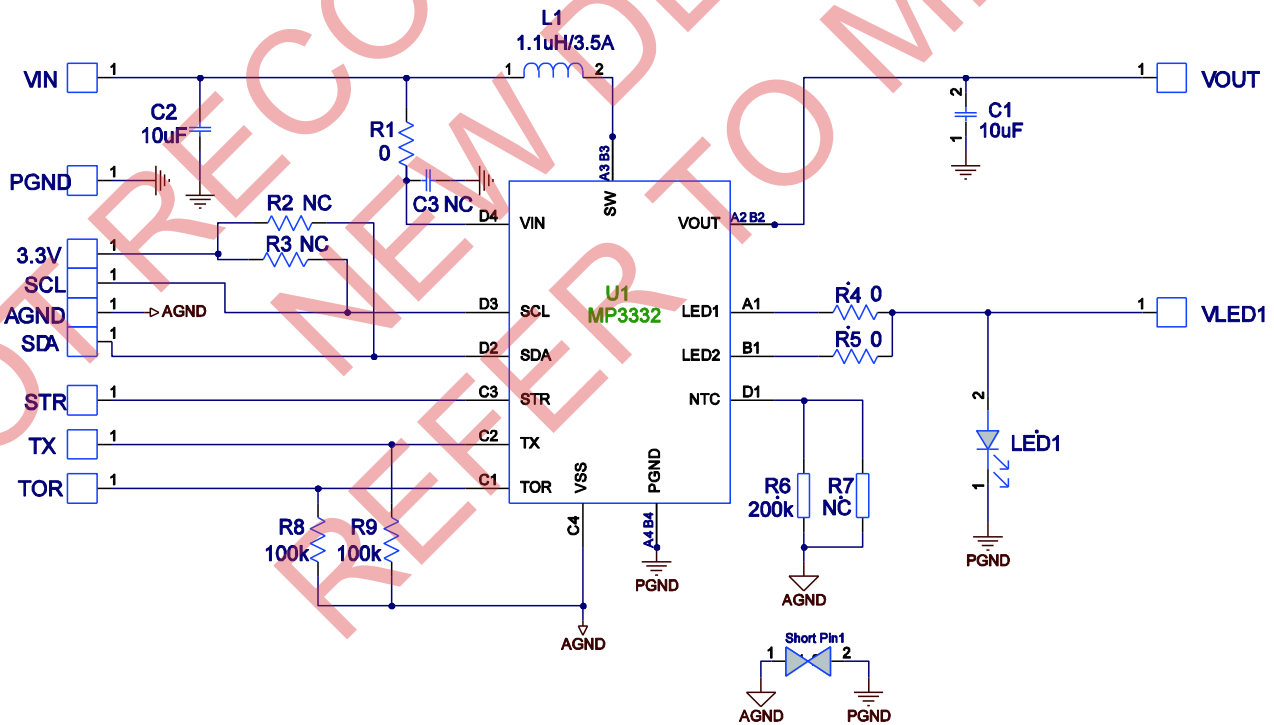 L1
1.1uH/3.5A
VIN 1
1 2
1 VOUT
C2
10uF
R1
0
2
C1
10uF
1
A3 B3
PGND 1
C3 NC
SW
R2 NC
D4 VIN
VOUT A2 B2
3.3V 1
R3 NC
SCL 1
U1
MP3332
AGND 1 AGND
D3 SCL
LED1 A1
R4 0
1 VLED1
SDA 1
D2 SDA
LED2 B1
R5 0
STR 1
C3 STR
NTC D1
2
TX 1
C2 TX
LED1
TOR 1
C1 TOR
VSS
PGND
1
R6
200k
R7
NC
R8
100k
R9
100k
C4
A4 B4
PGND
PGND
AGND
AGND
Short Pin1
1 2
AGND
PGND
OT RECO
NEW DE
REFER TO M